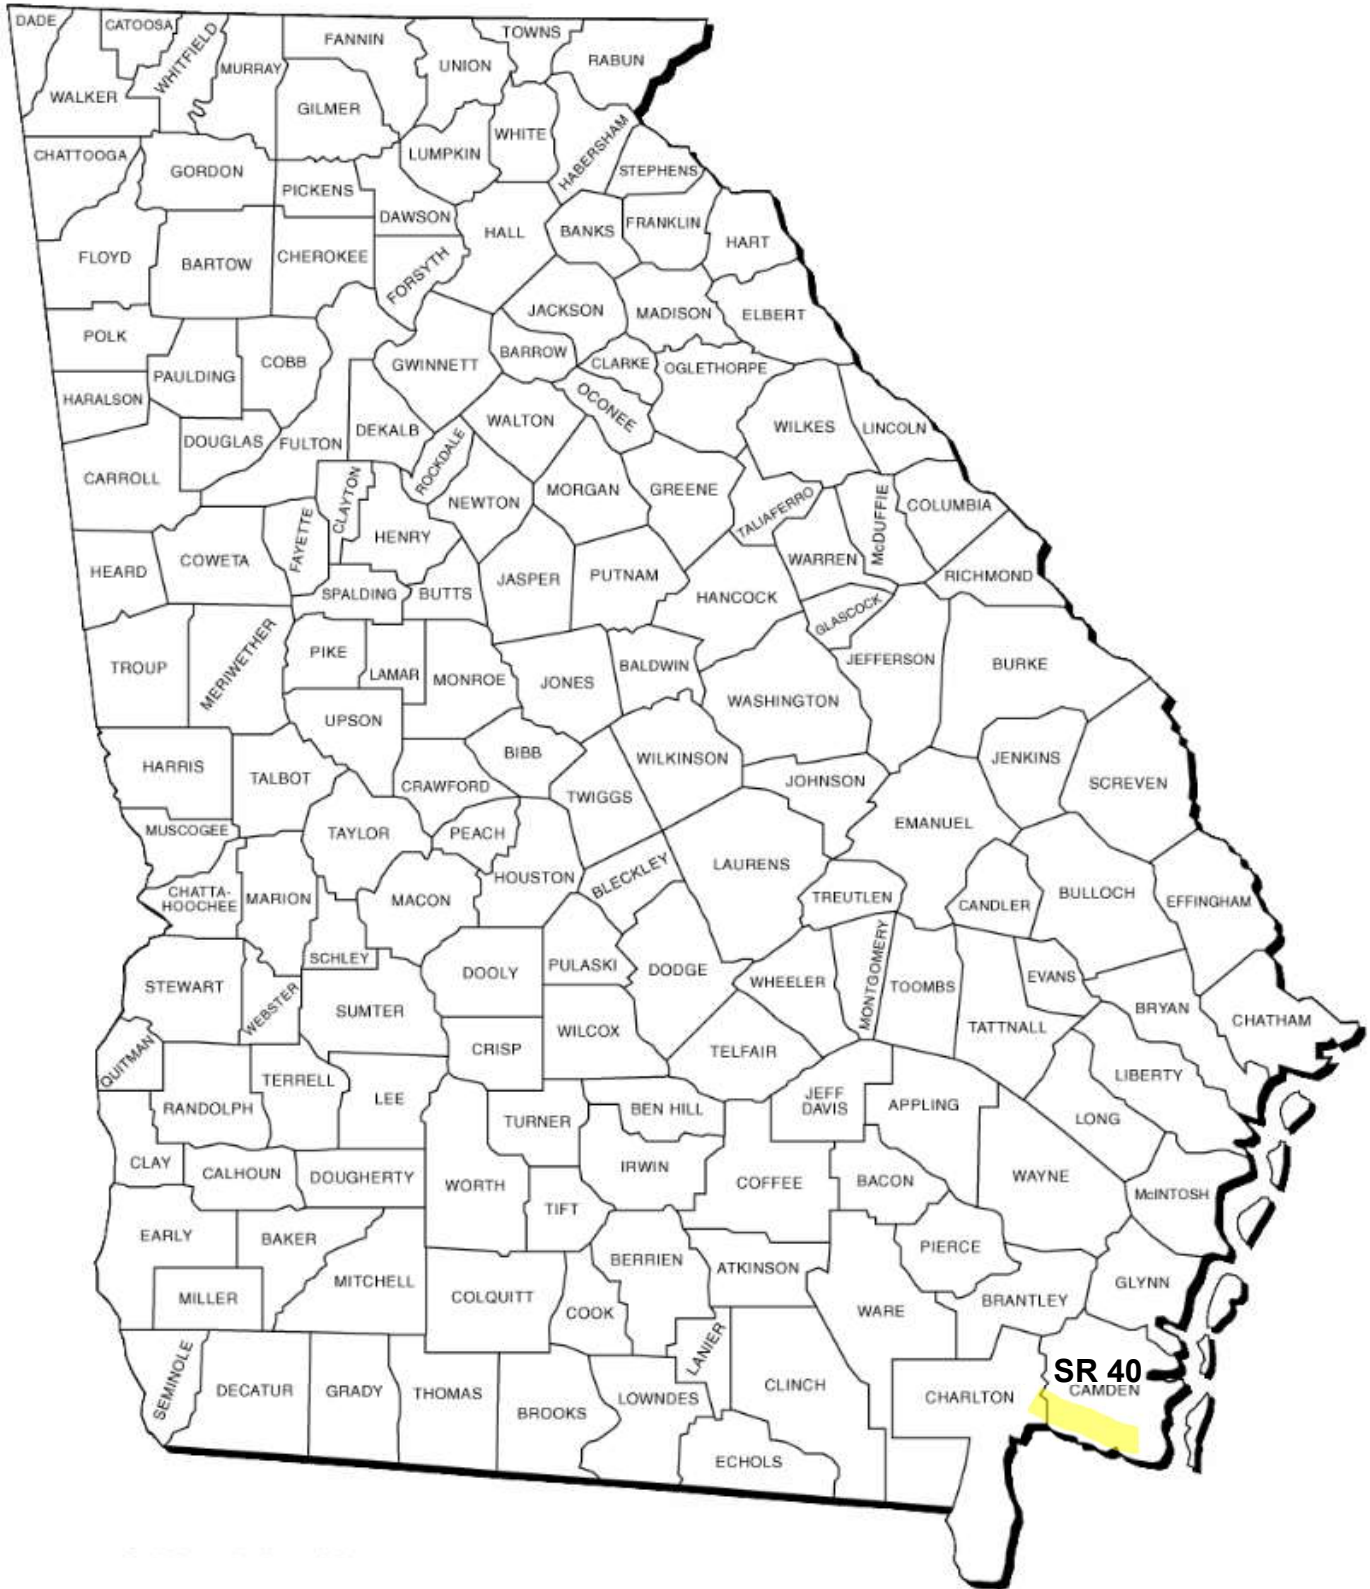 DADE
CATOOSA
WHITFIELD
MURRAY
FANNIN
UNION
TOWNS
RABUN
WALKER
GILMER
LUMPKIN
WHITE
HABERSHAM
STEPHENS
CHATTOOGA
GORDON
PICKENS
DAWSON
HALL
BANKS
FRANKLIN
HART
FLOYD
BARTOW
CHEROKEE
FORSYTH
JACKSON
MADISON
ELBERT
POLK
PAULDING
COBB
GWINNETT
BARROW
CLARKE
OGLETHORPE
HARALSON
DOUGLAS
FULTON
DEKALB
ROCKDALE
WALTON
OCONEE
WILKES
LINCOLN
CARROLL
CLAYTON
NEWTON
MORGAN
GREENE
TALIAFERRO
McDUFFIE
COLUMBIA
HEARD
COWETA
FAYETTE
HENRY
SPALDING
BUTTS
JASPER
PUTNAM
HANCOCK
WARREN
GLASCOCK
RICHMOND
TROUP
MERIWETHER
PIKE
LAMAR
MONROE
JONES
BALDWIN
WASHINGTON
JEFFERSON
BURKE
UPSON
BIBB
WILKINSON
JOHNSON
JENKINS
SCREVEN
HARRIS
TALBOT
CRAWFORD
TWIGGS
EMANUEL
MUSCOGEE
TAYLOR
PEACH
HOUSTON
BLECKLEY
LAURENS
TREUTLEN
CANDLER
BULLOCH
EFFINGHAM
CHATTA-
HOOCHEE
MARION
MACON
SCHLEY
DOOLY
PULASKI
DODGE
WHEELER
MONTGOMERY
TOOMBS
TATTNALL
EVANS
BRYAN
CHATHAM
STEWART
WEBSTER
SUMTER
CRISP
WILCOX
TELFAIR
LIBERTY
QUITMAN
RANDOLPH
TERRELL
LEE
TURNER
BEN HILL
JEFF
DAVIS
APPLING
LONG
CLAY
CALHOUN
DOUGHERTY
WORTH
TIFT
IRWIN
COFFEE
BACON
WAYNE
McINTOSH
EARLY
BAKER
MITCHELL
MILLER
COLQUITT
COOK
BERRIEN
ATKINSON
WARE
PIERCE
BRANTLEY
GLYNN
SEMINOLE
DECATUR
GRADY
THOMAS
BROOKS
LOWNDES
LANIER
CLINCH
ECHOLS
CHARLTON
SR 40
CAMDEN